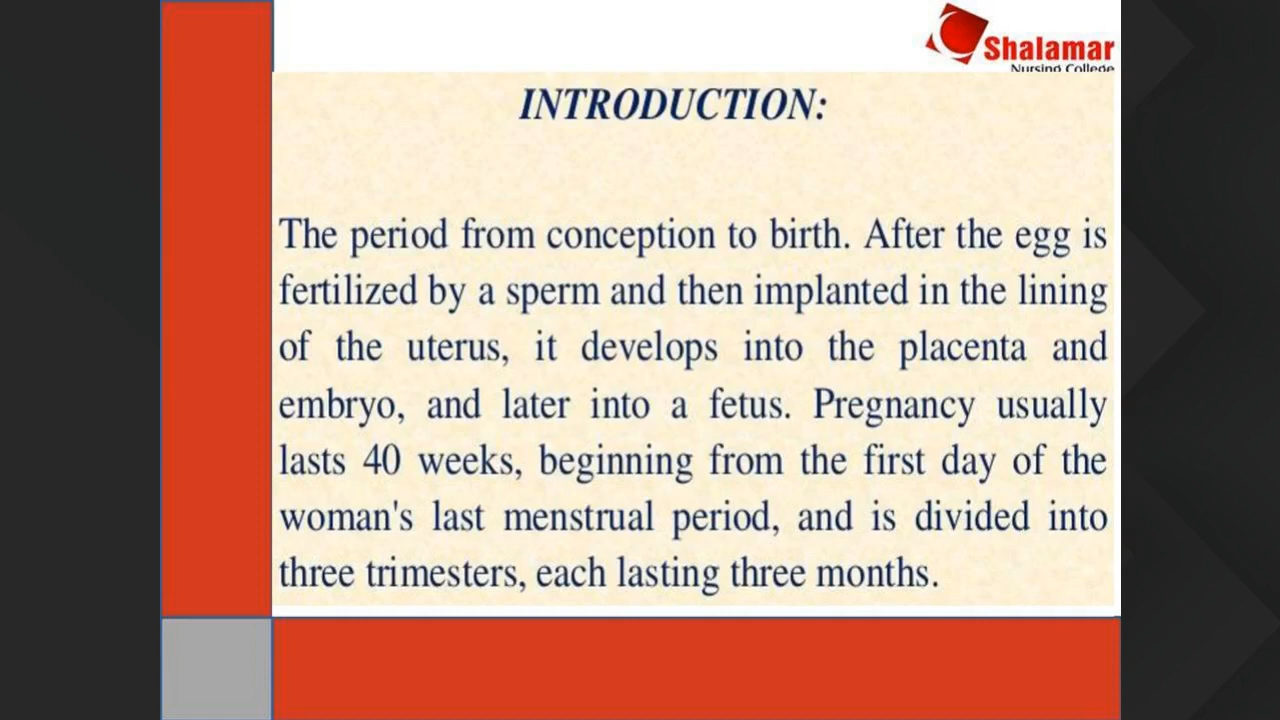 Shalamar
Nursing College
INTRODUCTION:
The period from conception to birth. After the egg is
fertilized by a sperm and then implanted in the lining
of the uterus, it develops into the placenta and
embryo, and later into a fetus. Pregnancy usually
lasts 40 weeks, beginning from the first day of the
woman's last menstrual period, and is divided into
three trimesters, each lasting three months.